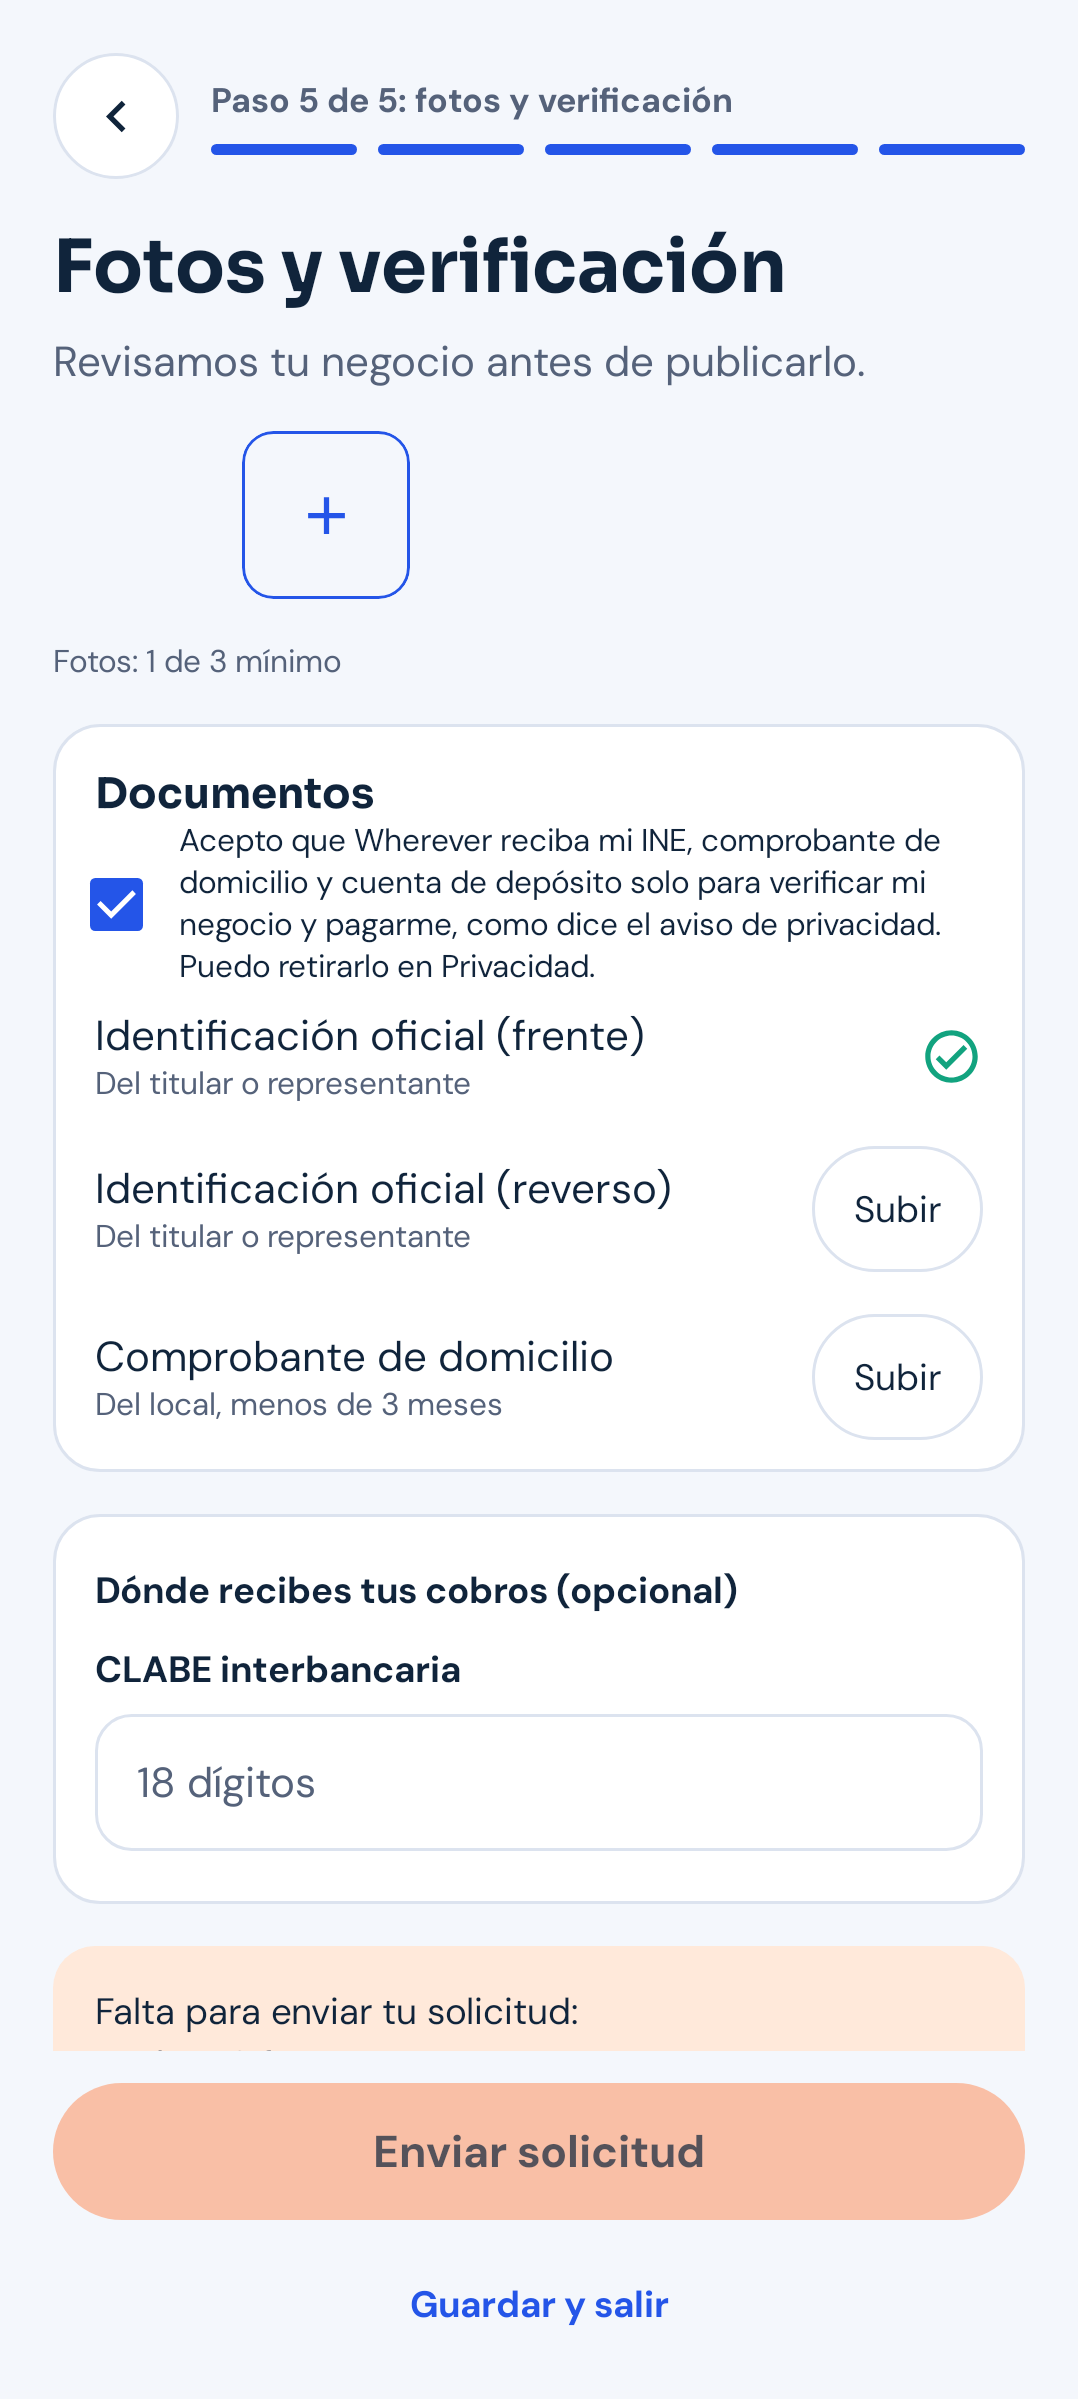 Paso 5 de 5: fotos y verificación
Fotos y verificación
Revisamos tu negocio antes de publicarlo.
+
Fotos: 1 de 3 mínimo
Documentos
Acepto que Wherever reciba mi INE, comprobante de
domicilio y cuenta de depósito solo para verificar mi
negocio y pagarme, como dice el aviso de privacidad.
Puedo retirarlo en Privacidad.
Identificación oficial (frente)
Del titular o representante
Identificación oficial (reverso)
Del titular o representante
Subir
Comprobante de domicilio
Del local, menos de 3 meses
Subir
Dónde recibes tus cobros (opcional)
CLABE interbancaria
18 dígitos
Falta para enviar tu solicitud:
Enviar solicitud
Guardar y salir